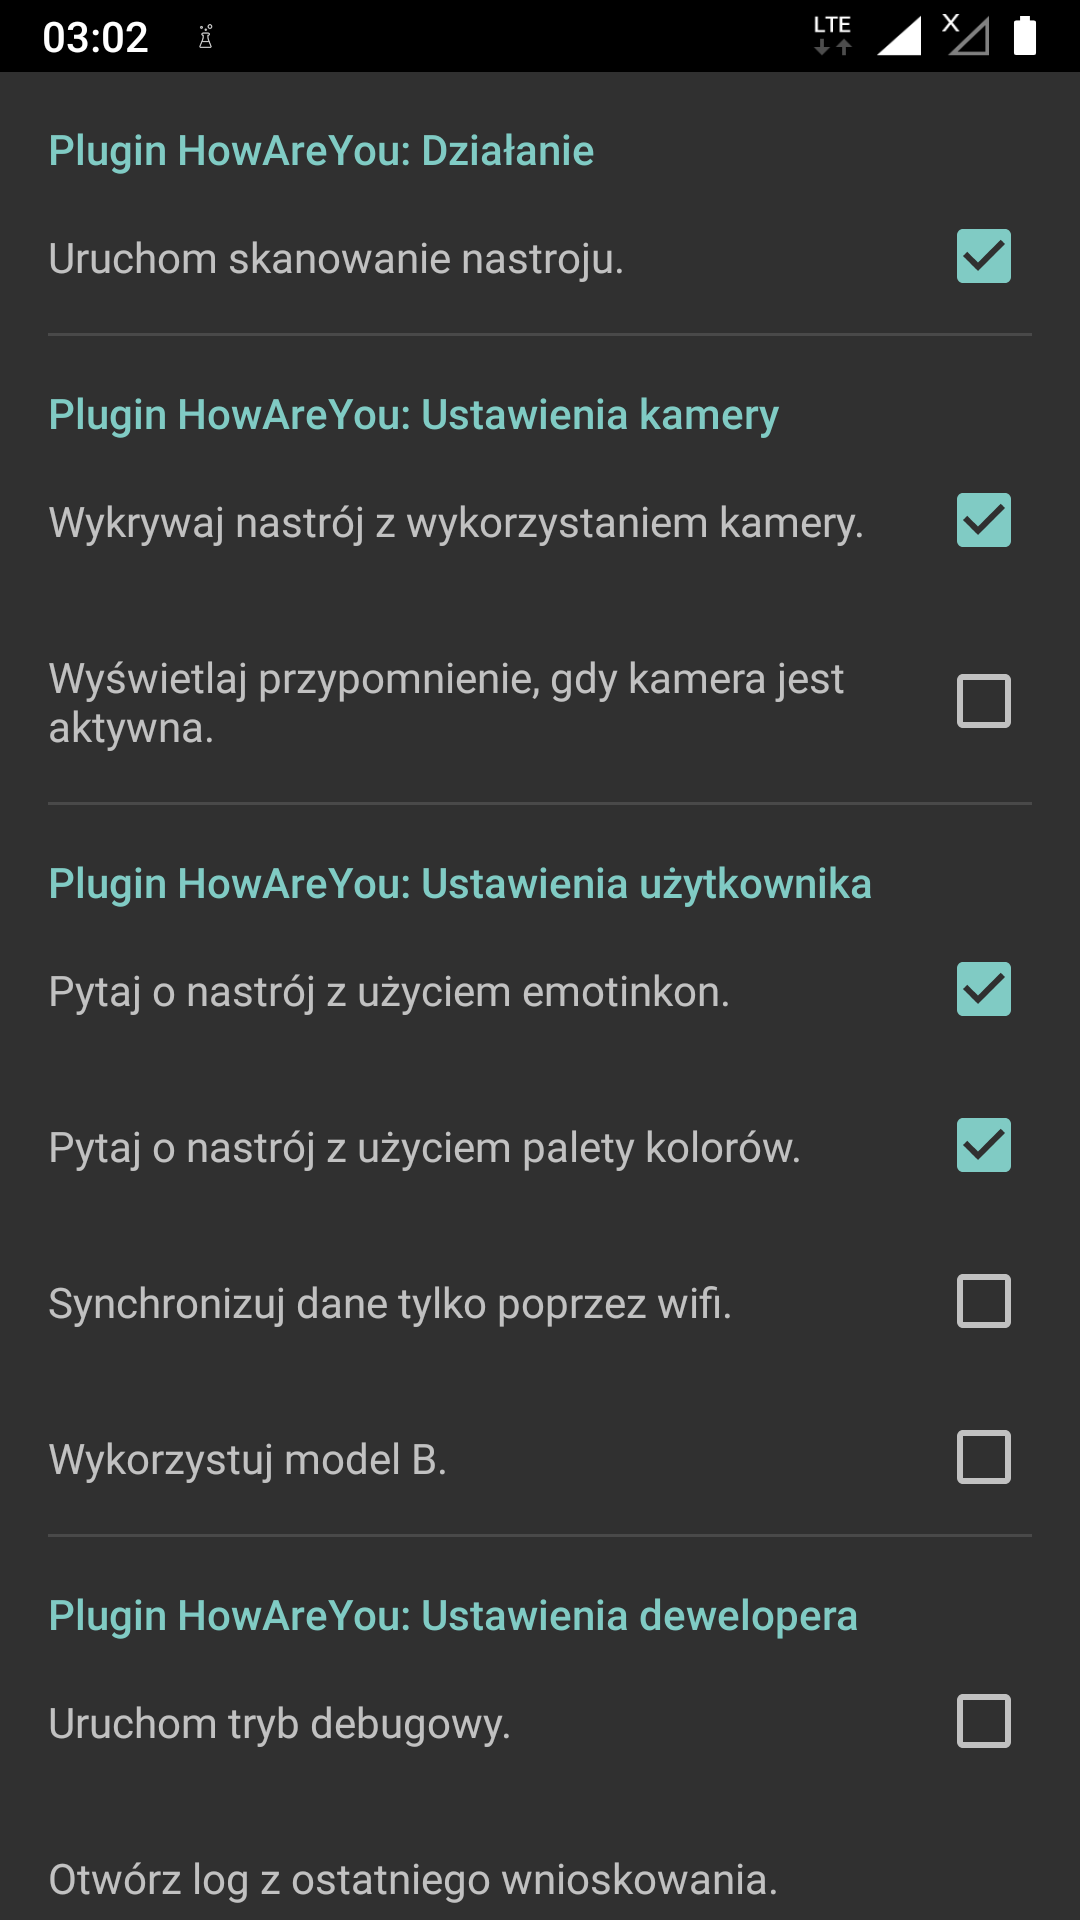 03:02
LTE
X
Plugin HowAreYou: Działanie
Uruchom skanowanie nastroju.
Plugin HowAreYou: Ustawienia kamery
Wykrywaj nastrój z wykorzystaniem kamery.
Wyświetlaj przypomnienie, gdy kamera jest
aktywna.
Plugin HowAreYou: Ustawienia użytkownika
Pytaj o nastrój z użyciem emotinkon.
Pytaj o nastrój z użyciem palety kolorów.
Synchronizuj dane tylko poprzez wifi.
Wykorzystuj model B.
Plugin HowAreYou: Ustawienia dewelopera
Uruchom tryb debugowy.
Otwórz log z ostatniego wnioskowania.